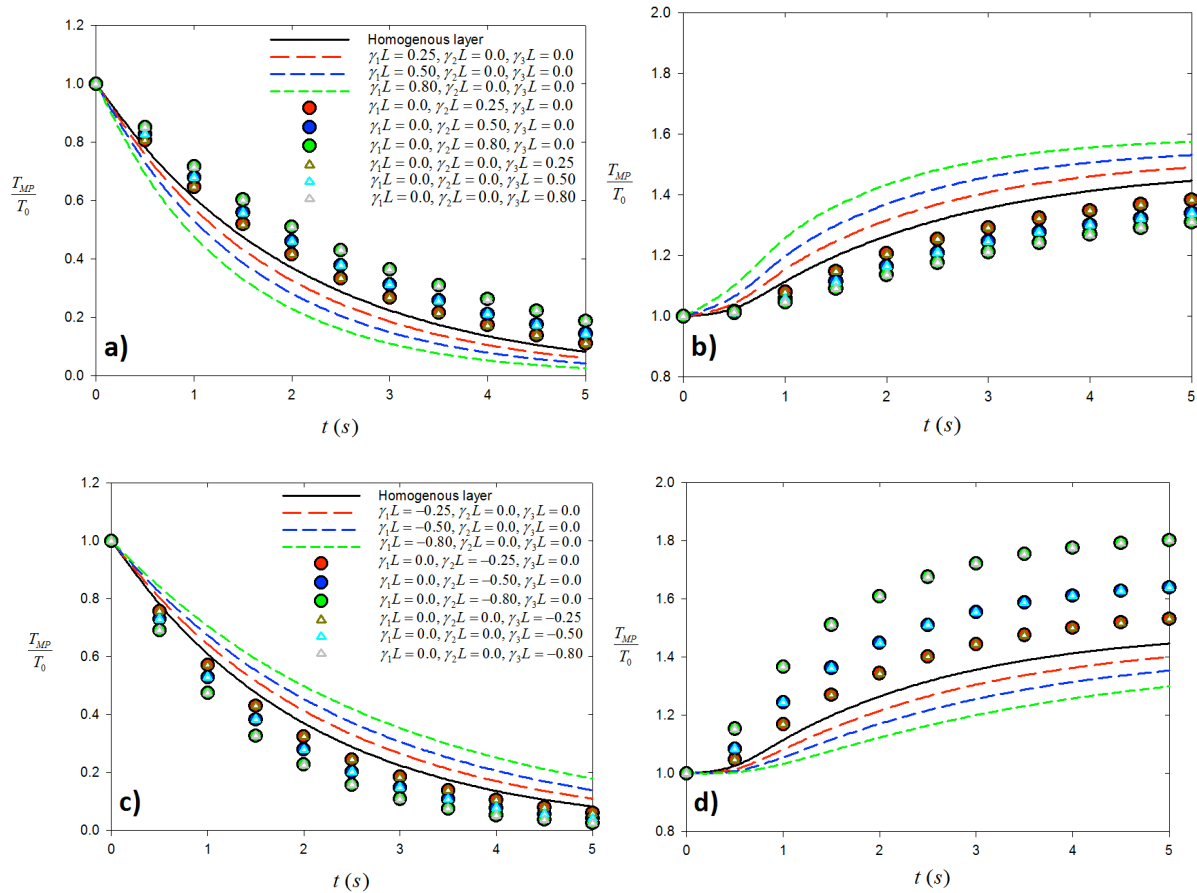 1.2
1.0
0.8
0.6
0.4
0.2
0.0
T_MP
T_0
Homogenous layer
γ₁L = 0.25, γ₂L = 0.0, γ₃L = 0.0
γ₁L = 0.50, γ₂L = 0.0, γ₃L = 0.0
γ₁L = 0.80, γ₂L = 0.0, γ₃L = 0.0
γ₁L = 0.0, γ₂L = 0.25, γ₃L = 0.0
γ₁L = 0.0, γ₂L = 0.50, γ₃L = 0.0
γ₁L = 0.0, γ₂L = 0.80, γ₃L = 0.0
γ₁L = 0.0, γ₂L = 0.0, γ₃L = 0.25
γ₁L = 0.0, γ₂L = 0.0, γ₃L = 0.50
γ₁L = 0.0, γ₂L = 0.0, γ₃L = 0.80
a)
0 1 2 3 4 5
t (s)
2.0
1.8
1.6
1.4
1.2
1.0
0.8
T_MP
T_0
b)
0 1 2 3 4 5
t (s)
1.2
1.0
0.8
0.6
0.4
0.2
0.0
T_MP
T_0
Homogenous layer
γ₁L = −0.25, γ₂L = 0.0, γ₃L = 0.0
γ₁L = −0.50, γ₂L = 0.0, γ₃L = 0.0
γ₁L = −0.80, γ₂L = 0.0, γ₃L = 0.0
γ₁L = 0.0, γ₂L = −0.25, γ₃L = 0.0
γ₁L = 0.0, γ₂L = −0.50, γ₃L = 0.0
γ₁L = 0.0, γ₂L = −0.80, γ₃L = 0.0
γ₁L = 0.0, γ₂L = 0.0, γ₃L = −0.25
γ₁L = 0.0, γ₂L = 0.0, γ₃L = −0.50
γ₁L = 0.0, γ₂L = 0.0, γ₃L = −0.80
c)
0 1 2 3 4 5
t (s)
2.0
1.8
1.6
1.4
1.2
1.0
0.8
T_MP
T_0
d)
0 1 2 3 4 5
t (s)